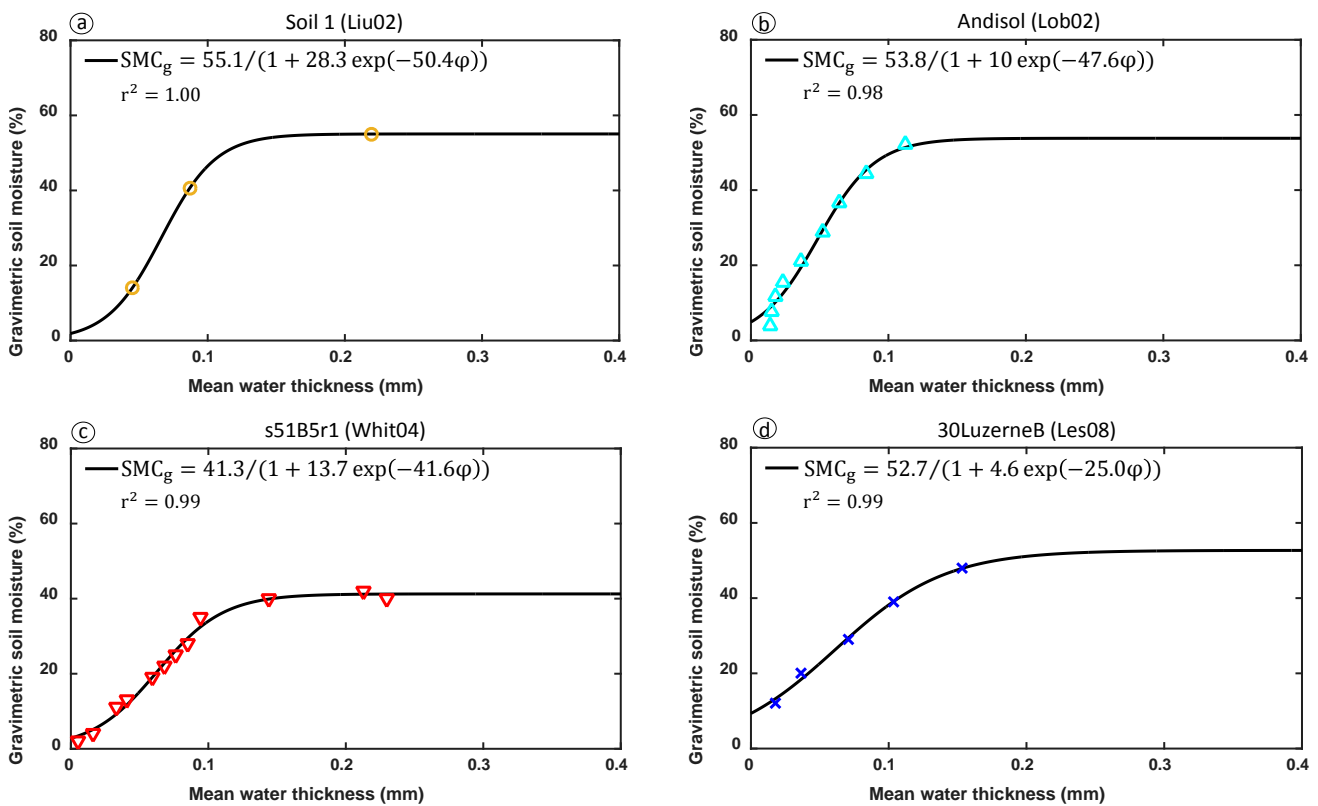 a Soil 1 (Liu02)
80
SMCg = 55.1/(1 + 28.3 exp(−50.4φ))
r² = 1.00
60
40
20
0
0 0.1 0.2 0.3 0.4
Gravimetric soil moisture (%)
Mean water thickness (mm)
b Andisol (Lob02)
80
SMCg = 53.8/(1 + 10 exp(−47.6φ))
r² = 0.98
60
40
20
0
0 0.1 0.2 0.3 0.4
Gravimetric soil moisture (%)
Mean water thickness (mm)
c s51B5r1 (Whit04)
80
SMCg = 41.3/(1 + 13.7 exp(−41.6φ))
r² = 0.99
60
40
20
0
0 0.1 0.2 0.3 0.4
Gravimetric soil moisture (%)
Mean water thickness (mm)
d 30LuzerneB (Les08)
80
SMCg = 52.7/(1 + 4.6 exp(−25.0φ))
r² = 0.99
60
40
20
0
0 0.1 0.2 0.3 0.4
Gravimetric soil moisture (%)
Mean water thickness (mm)